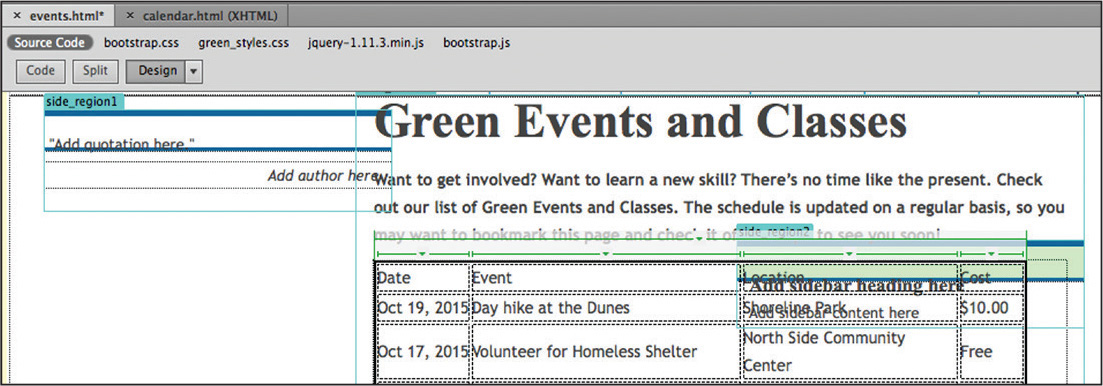 × events.html* × calendar.html (XHTML)
Source Code bootstrap.css green_styles.css jquery-1.11.3.min.js bootstrap.js
Code Split Design
side_region1
Green Events and Classes
"Add quotation here."
Add author here
Want to get involved? Want to learn a new skill? There's no time like the present. Check
out our list of Green Events and Classes. The schedule is updated on a regular basis, so you
may want to bookmark this page and check it of to see you soon!
side_region2
Date Event Location Cost
Add sidebar heading here
Oct 19, 2015 Day hike at the Dunes Shoreline Park $10.00
Add sidebar content here
Oct 17, 2015 Volunteer for Homeless Shelter North Side Community Free
Center